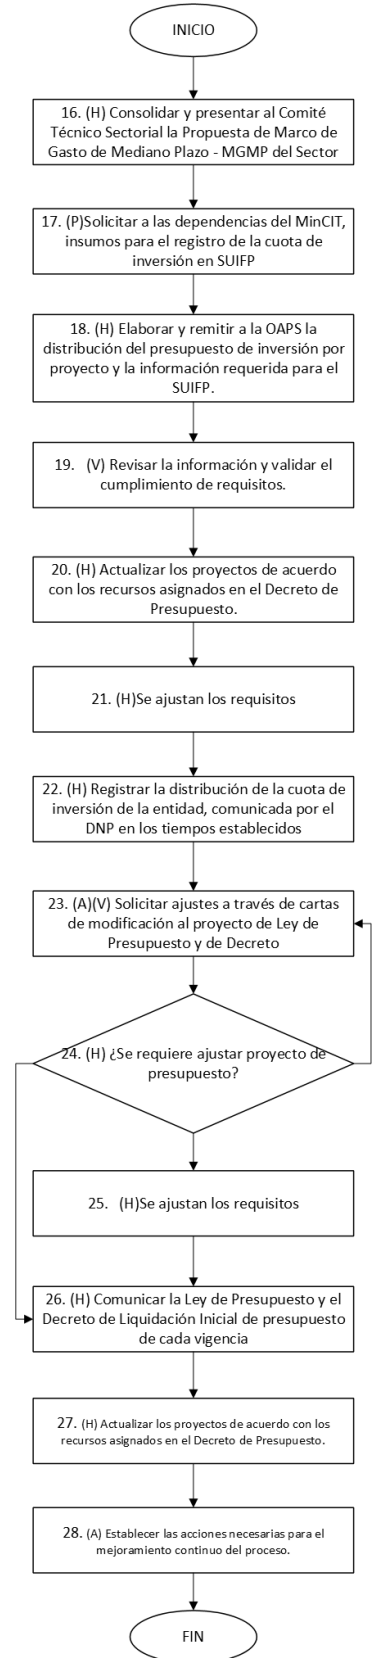 INICIO
16. (H) Consolidar y presentar al Comité
Técnico Sectorial la Propuesta de Marco de
Gasto de Mediano Plazo - MGMP del Sector
17. (P)Solicitar a las dependencias del MinCIT,
insumos para el registro de la cuota de
inversión en SUIFP
18. (H) Elaborar y remitir a la OAPS la
distribución del presupuesto de inversión por
proyecto y la información requerida para el
SUIFP.
19. (V) Revisar la información y validar el
cumplimiento de requisitos.
20. (H) Actualizar los proyectos de acuerdo
con los recursos asignados en el Decreto de
Presupuesto.
21. (H)Se ajustan los requisitos
22. (H) Registrar la distribución de la cuota de
inversión de la entidad, comunicada por el
DNP en los tiempos establecidos
23. (A)(V) Solicitar ajustes a través de cartas
de modificación al proyecto de Ley de
Presupuesto y de Decreto
24. (H) ¿Se requiere ajustar proyecto de
presupuesto?
25. (H)Se ajustan los requisitos
26. (H) Comunicar la Ley de Presupuesto y el
Decreto de Liquidación Inicial de presupuesto
de cada vigencia
27. (H) Actualizar los proyectos de acuerdo con los
recursos asignados en el Decreto de Presupuesto.
28. (A) Establecer las acciones necesarias para el
mejoramiento continuo del proceso.
FIN